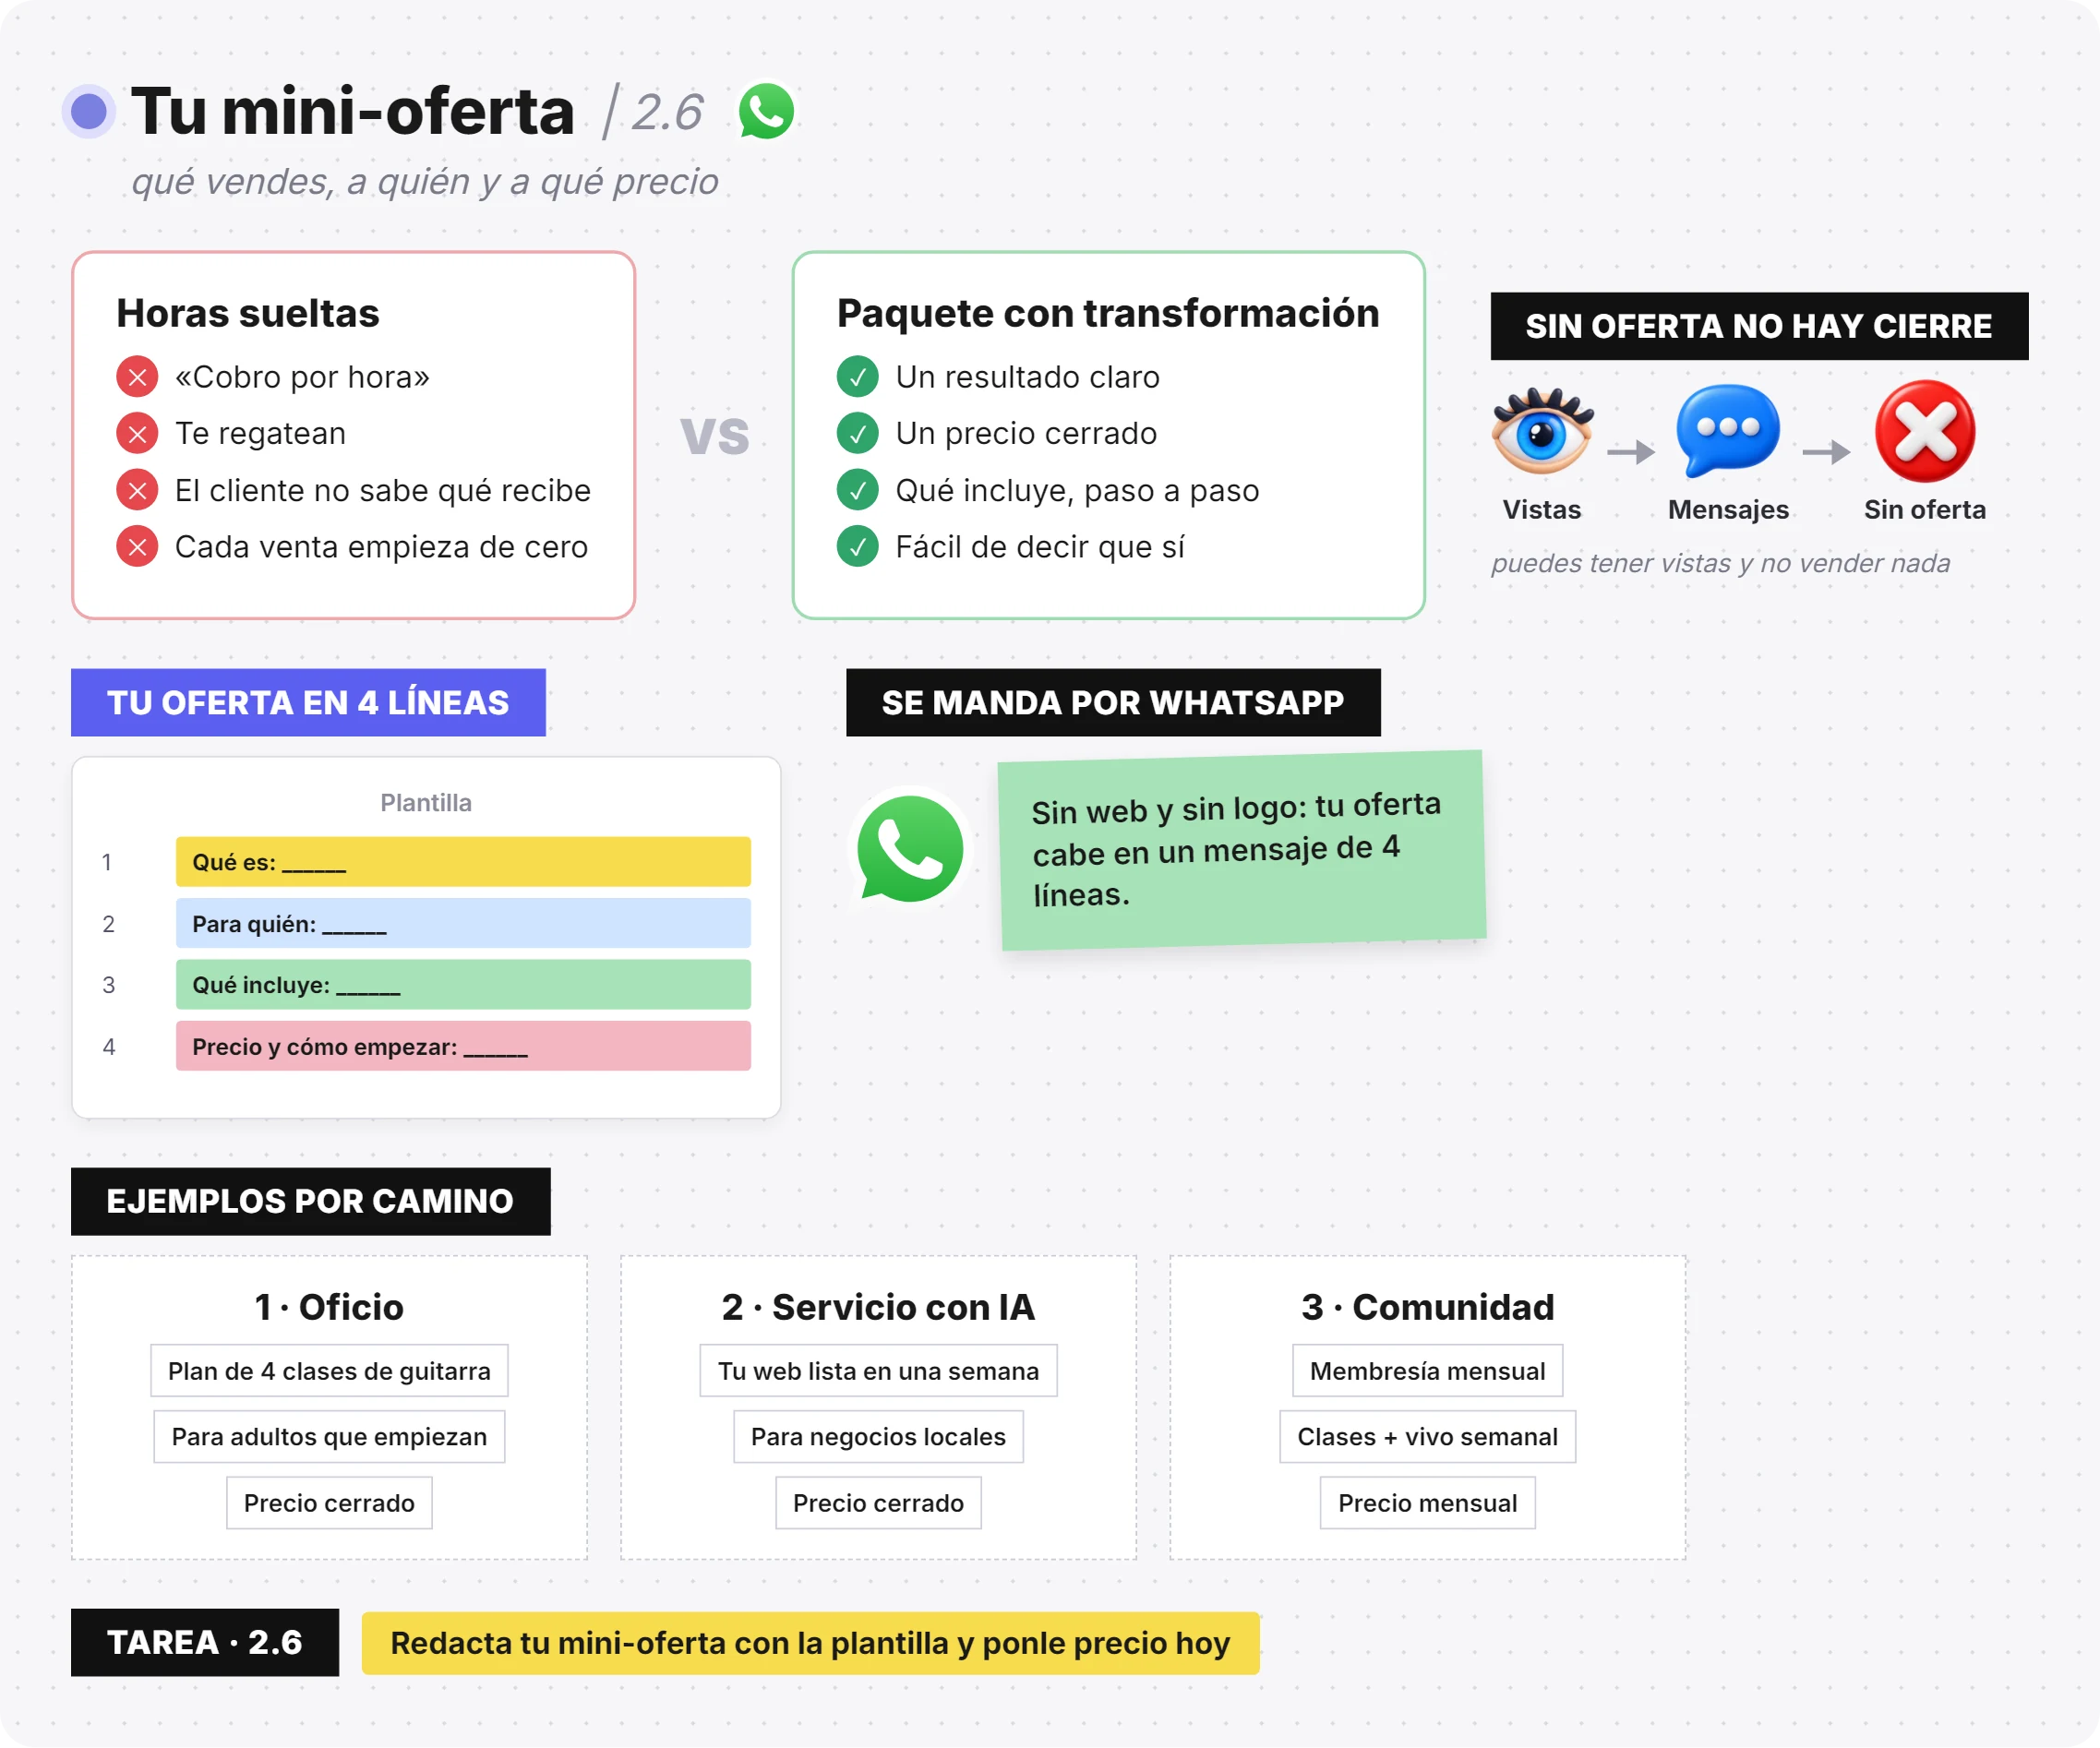 Tu mini-oferta / 2.6
qué vendes, a quién y a qué precio
Horas sueltas
«Cobro por hora»
Te regatean
El cliente no sabe qué recibe
Cada venta empieza de cero
vs
Paquete con transformación
Un resultado claro
Un precio cerrado
Qué incluye, paso a paso
Fácil de decir que sí
SIN OFERTA NO HAY CIERRE
Vistas
Mensajes
Sin oferta
puedes tener vistas y no vender nada
TU OFERTA EN 4 LÍNEAS
Plantilla
1 Qué es: ______
2 Para quién: ______
3 Qué incluye: ______
4 Precio y cómo empezar: ______
SE MANDA POR WHATSAPP
Sin web y sin logo: tu oferta
cabe en un mensaje de 4
líneas.
EJEMPLOS POR CAMINO
1 · Oficio
Plan de 4 clases de guitarra
Para adultos que empiezan
Precio cerrado
2 · Servicio con IA
Tu web lista en una semana
Para negocios locales
Precio cerrado
3 · Comunidad
Membresía mensual
Clases + vivo semanal
Precio mensual
TAREA · 2.6
Redacta tu mini-oferta con la plantilla y ponle precio hoy